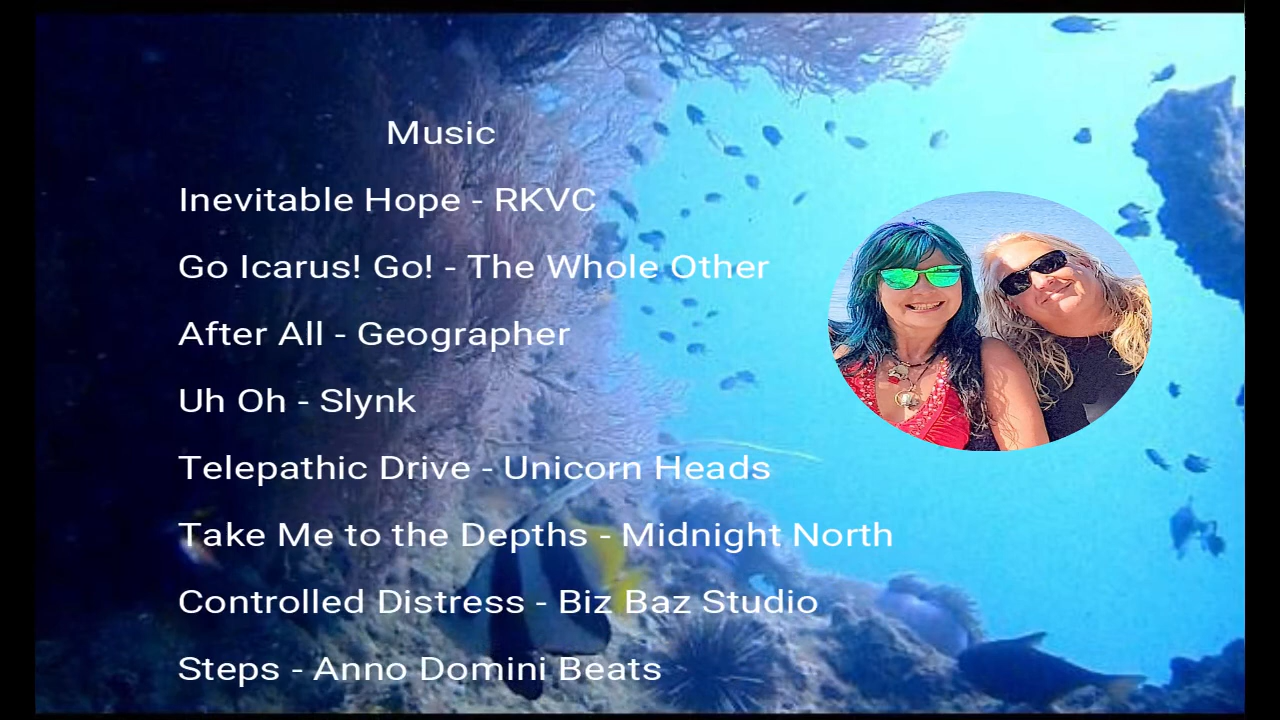 Music
Inevitable Hope - RKVC
Go Icarus! Go! - The Whole Other
After All - Geographer
Uh Oh - Slynk
Telepathic Drive - Unicorn Heads
Take Me to the Depths - Midnight North
Controlled Distress - Biz Baz Studio
Steps - Anno Domini Beats